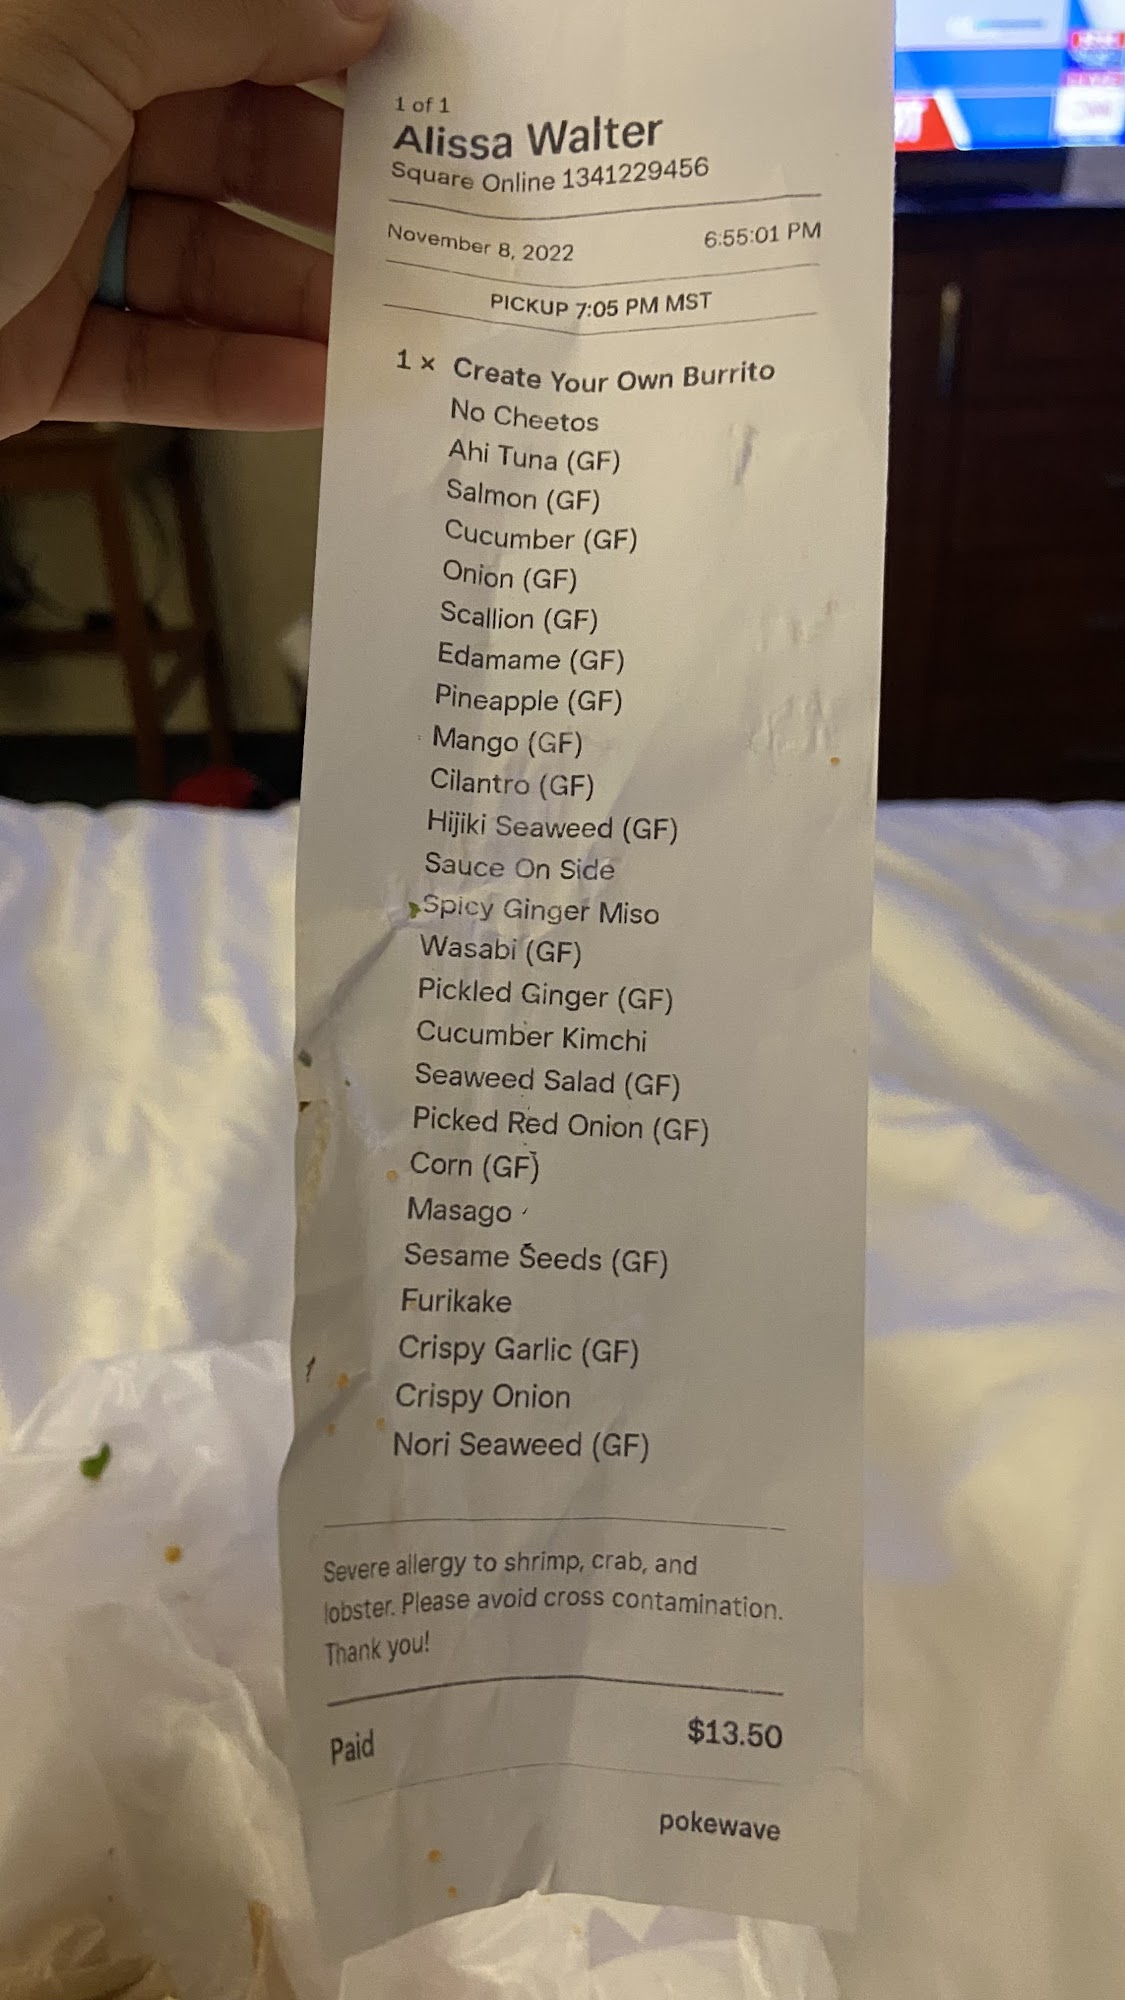 1 of 1
Alissa Walter
Square Online 1341229456
November 8, 2022 6:55:01 PM
PICKUP 7:05 PM MST
1 × Create Your Own Burrito
No Cheetos
Ahi Tuna (GF)
Salmon (GF)
Cucumber (GF)
Onion (GF)
Scallion (GF)
Edamame (GF)
Pineapple (GF)
Mango (GF)
Cilantro (GF)
Hijiki Seaweed (GF)
Sauce On Side
Spicy Ginger Miso
Wasabi (GF)
Pickled Ginger (GF)
Cucumber Kimchi
Seaweed Salad (GF)
Picked Red Onion (GF)
Corn (GF)
Masago
Sesame Seeds (GF)
Furikake
Crispy Garlic (GF)
Crispy Onion
Nori Seaweed (GF)
Severe allergy to shrimp, crab, and
lobster. Please avoid cross contamination.
Thank you!
Paid $13.50
pokewave